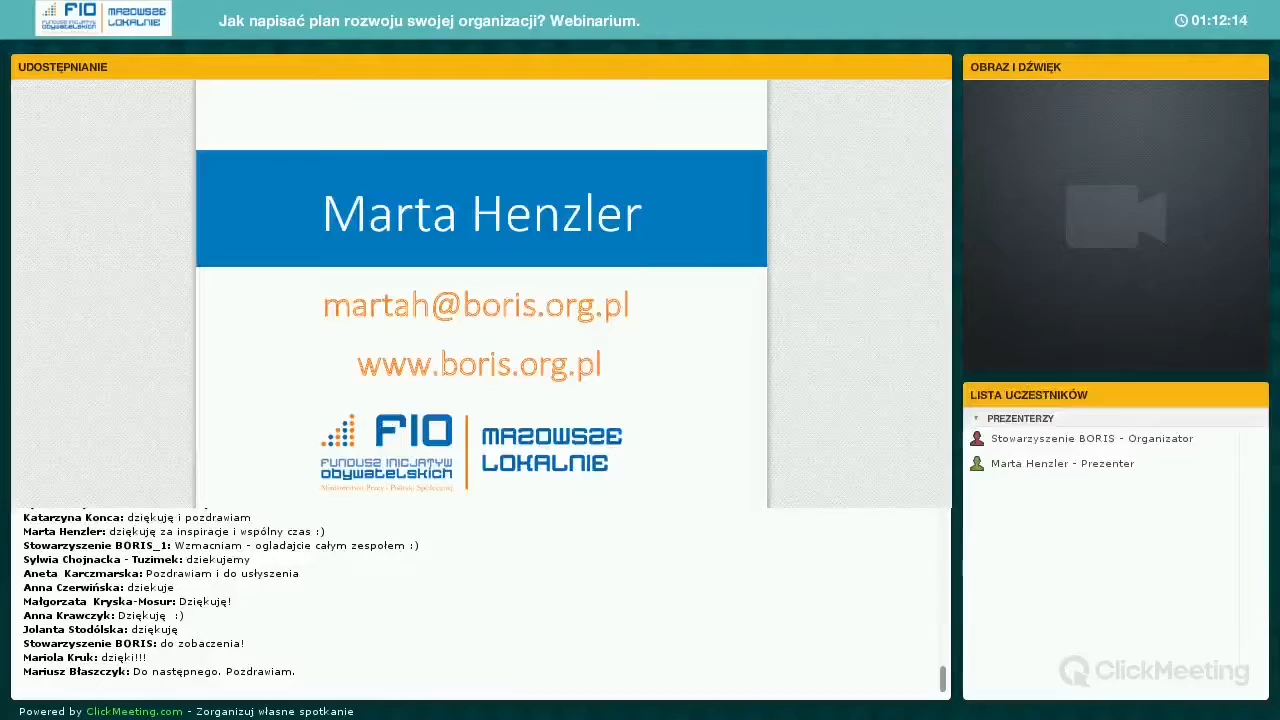 FIO
FUNDUSZ INICJATYW
OBYWATELSKICH
MAZOWSZE
LOKALNIE
Jak napisać plan rozwoju swojej organizacji? Webinarium.
01:12:14
UDOSTĘPNIANIE
Marta Henzler
martah@boris.org.pl
www.boris.org.pl
FIO
FUNDUSZ INICJATYW
OBYWATELSKICH
Ministerstwo Pracy i Polityki Społecznej
MAZOWSZE
LOKALNIE
Katarzyna Konca: dziękuję i pozdrawiam
Marta Henzler: dziękuję za inspiracje i wspólny czas :)
Stowarzyszenie BORIS_1: Wzmacniam - ogladajcie całym zespołem :)
Sylwia Chojnacka - Tuzimek: dziekujemy
Aneta Karczmarska: Pozdrawiam i do usłyszenia
Anna Czerwińska: dziekuje
Małgorzata Kryska-Mosur: Dziękuję!
Anna Krawczyk: Dziękuję :)
Jolanta Stodólska: dziękuję
Stowarzyszenie BORIS: do zobaczenia!
Mariola Kruk: dzięki!!!
Mariusz Błaszczyk: Do następnego. Pozdrawiam.
OBRAZ I DŹWIĘK
LISTA UCZESTNIKÓW
PREZENTERZY
Stowarzyszenie BORIS - Organizator
Marta Henzler - Prezenter
ClickMeeting
Powered by ClickMeeting.com - Zorganizuj własne spotkanie